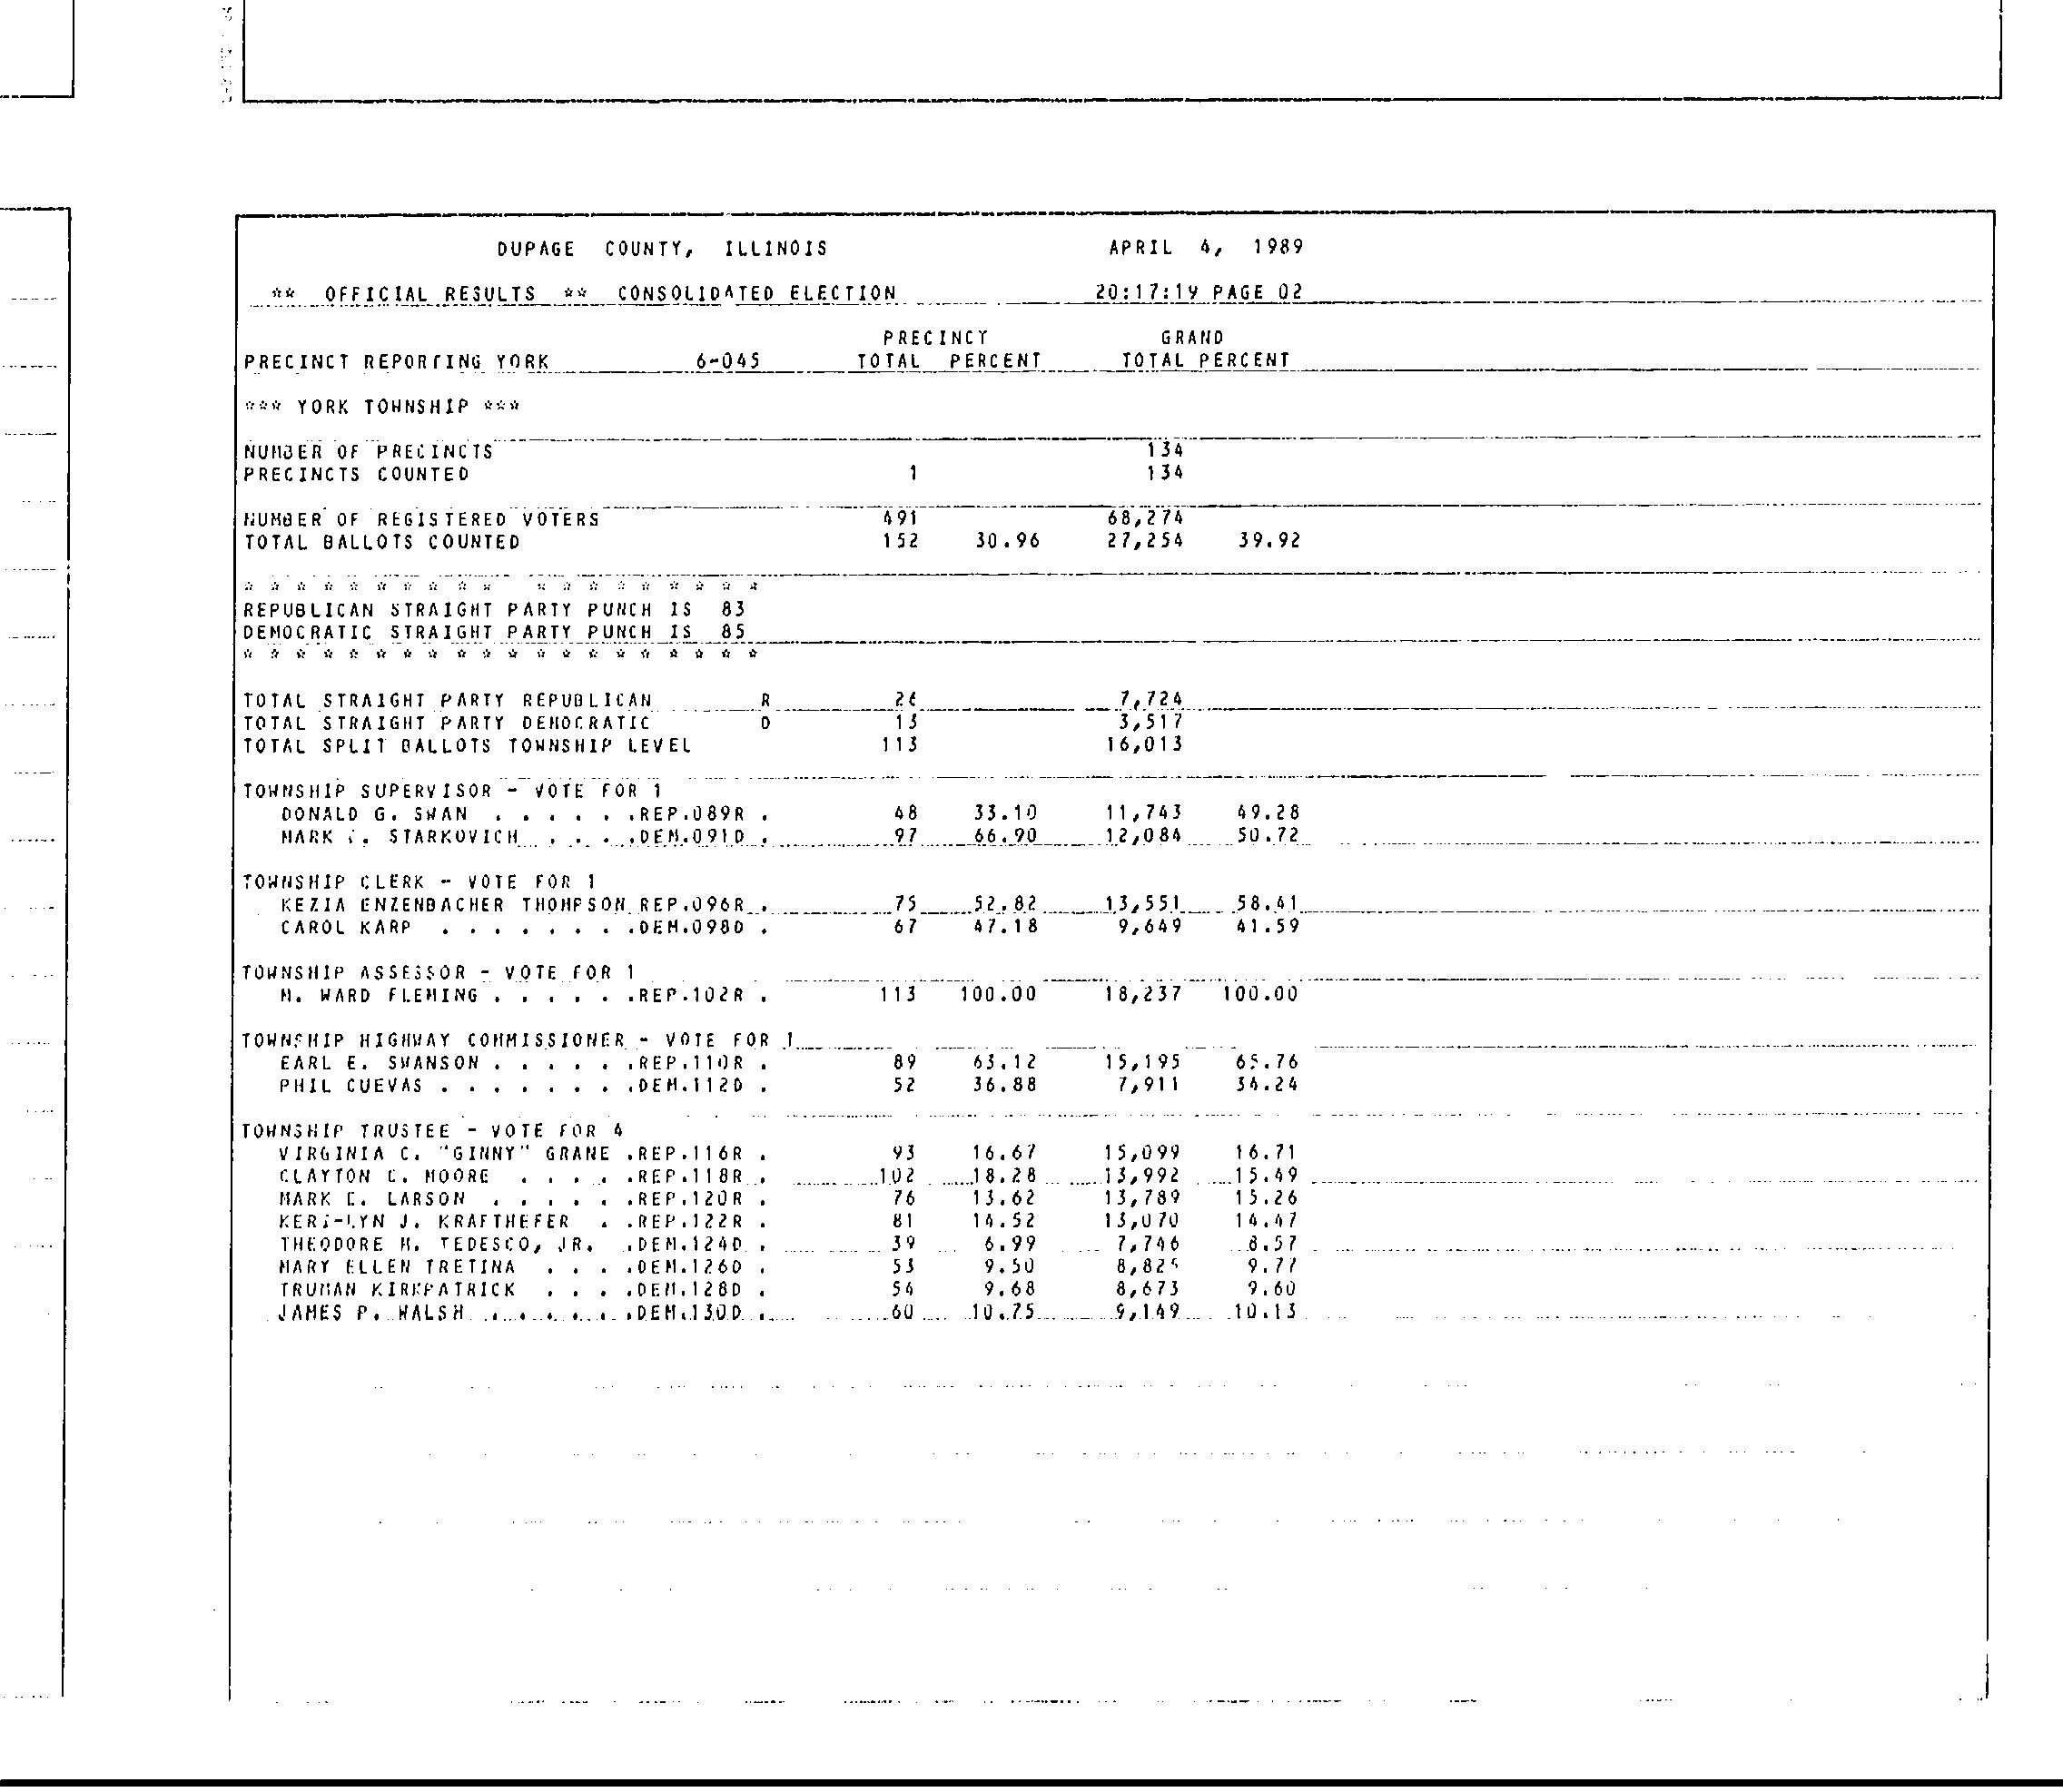 DUPAGE COUNTY, ILLINOIS APRIL 4, 1989
** OFFICIAL RESULTS ** CONSOLIDATED ELECTION 20:17:19 PAGE 02
PRECINCT GRAND
PRECINCT REPORTING YORK 6-045 TOTAL PERCENT TOTAL PERCENT
*** YORK TOWNSHIP ***
NUMBER OF PRECINCTS 134
PRECINCTS COUNTED 1 134
NUMBER OF REGISTERED VOTERS 491 68,274
TOTAL BALLOTS COUNTED 152 30.96 27,254 39.92
* * * * * * * * * * * * * * * * * * *
REPUBLICAN STRAIGHT PARTY PUNCH IS 83
DEMOCRATIC STRAIGHT PARTY PUNCH IS 85
* * * * * * * * * * * * * * * * * * * *
TOTAL STRAIGHT PARTY REPUBLICAN R 26 7,724
TOTAL STRAIGHT PARTY DEMOCRATIC D 13 3,517
TOTAL SPLIT BALLOTS TOWNSHIP LEVEL 113 16,013
TOWNSHIP SUPERVISOR - VOTE FOR 1
DONALD G. SWAN . . . . . .REP.089R . 48 33.10 11,743 49.28
MARK STARKOVICH . . . .DEM.091D . 97 66.90 12,084 50.72
TOWNSHIP CLERK - VOTE FOR 1
KEZIA ENZENBACHER THOMPSON REP.096R . 75 52.82 13,551 58.41
CAROL KARP . . . . . . . .DEM.098D . 67 47.18 9,649 41.59
TOWNSHIP ASSESSOR - VOTE FOR 1
M. WARD FLEMING . . . . . .REP.102R . 113 100.00 18,237 100.00
TOWNSHIP HIGHWAY COMMISSIONER - VOTE FOR 1
EARL E. SWANSON . . . . . .REP.110R . 89 63.12 15,195 65.76
PHIL CUEVAS . . . . . . . .DEM.112D . 52 36.88 7,911 34.24
TOWNSHIP TRUSTEE - VOTE FOR 4
VIRGINIA C. "GINNY" GRANE .REP.116R . 93 16.67 15,099 16.71
CLAYTON C. MOORE . . . . .REP.118R . 102 18.28 13,992 15.49
MARK E. LARSON . . . . . .REP.120R . 76 13.62 13,789 15.26
KERI-LYN J. KRAFTHEFER . .REP.122R . 81 14.52 13,070 14.47
THEODORE H. TEDESCO, JR. .DEM.124D . 39 6.99 7,746 8.57
MARY ELLEN TRETINA . . . .DEM.126D . 53 9.50 8,825 9.77
TRUMAN KIRKPATRICK . . . .DEM.128D . 54 9.68 8,673 9.60
JAMES P. WALSH . . . . . .DEM.130D . 60 10.75 9,149 10.13